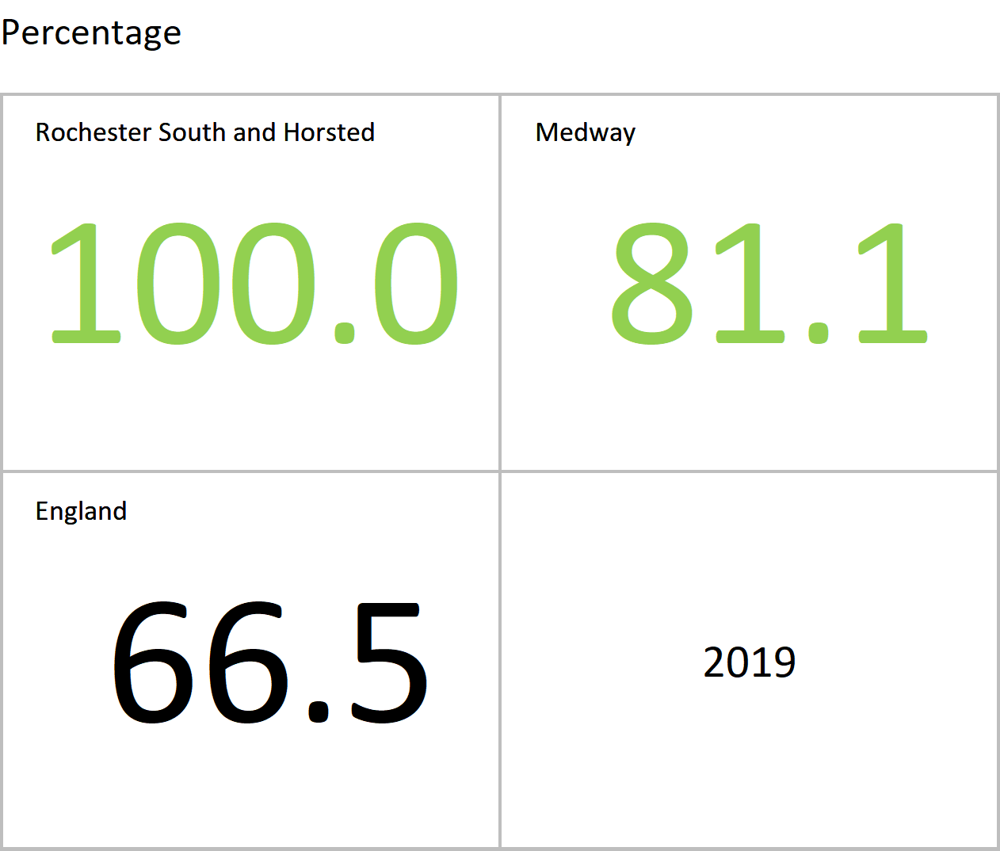 Percentage
Rochester South and Horsted
100.0
Medway
81.1
England
66.5
2019